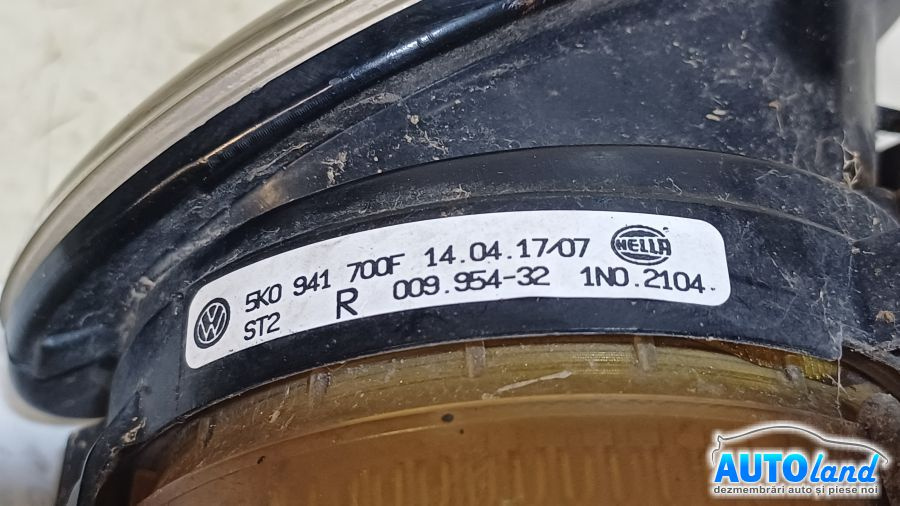 5K0 941 700F 14.04.17/07 HELLA
ST2 R 009.954-32 1N0.2104.
VW
AUTOland
dezmembrări auto și piese noi